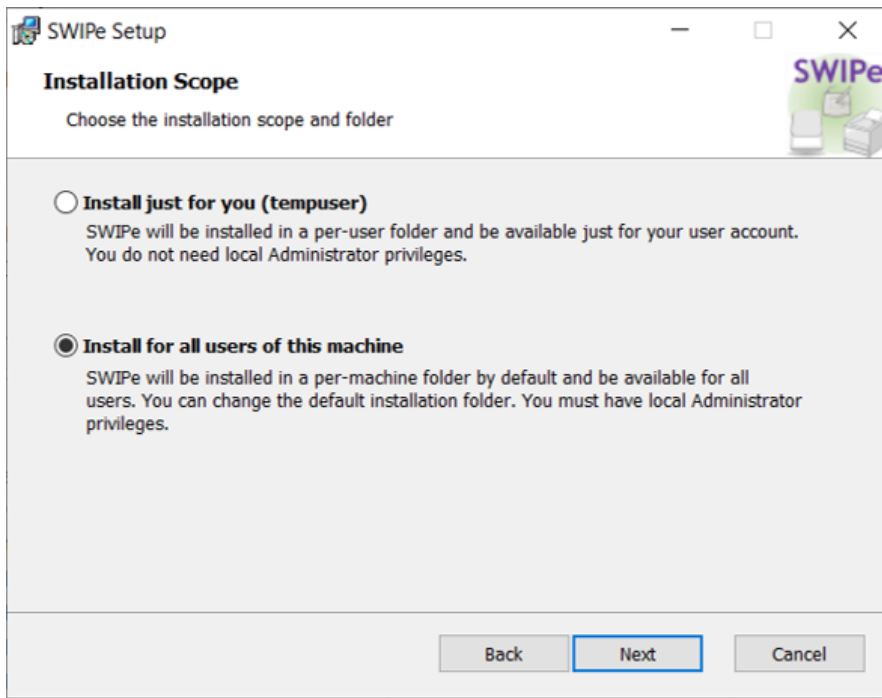 SWIPe Setup
Installation Scope
Choose the installation scope and folder
SWIPe
Install just for you (tempuser)
SWIPe will be installed in a per-user folder and be available just for your user account.
You do not need local Administrator privileges.
Install for all users of this machine
SWIPe will be installed in a per-machine folder by default and be available for all
users. You can change the default installation folder. You must have local Administrator
privileges.
Back
Next
Cancel